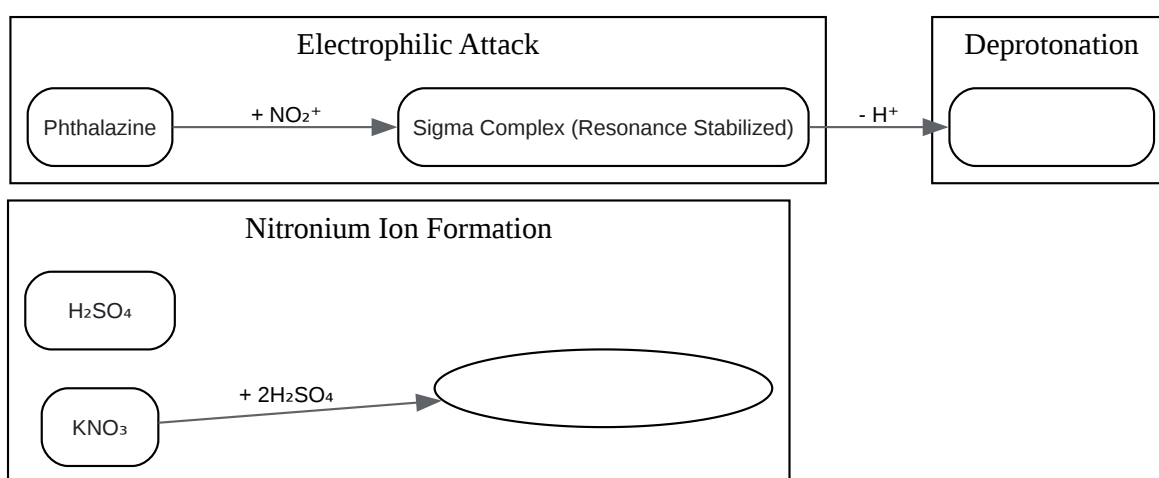 Electrophilic Attack
Deprotonation
Phthalazine
+ NO₂⁺
Sigma Complex (Resonance Stabilized)
- H⁺
Nitronium Ion Formation
H₂SO₄
KNO₃
+ 2H₂SO₄